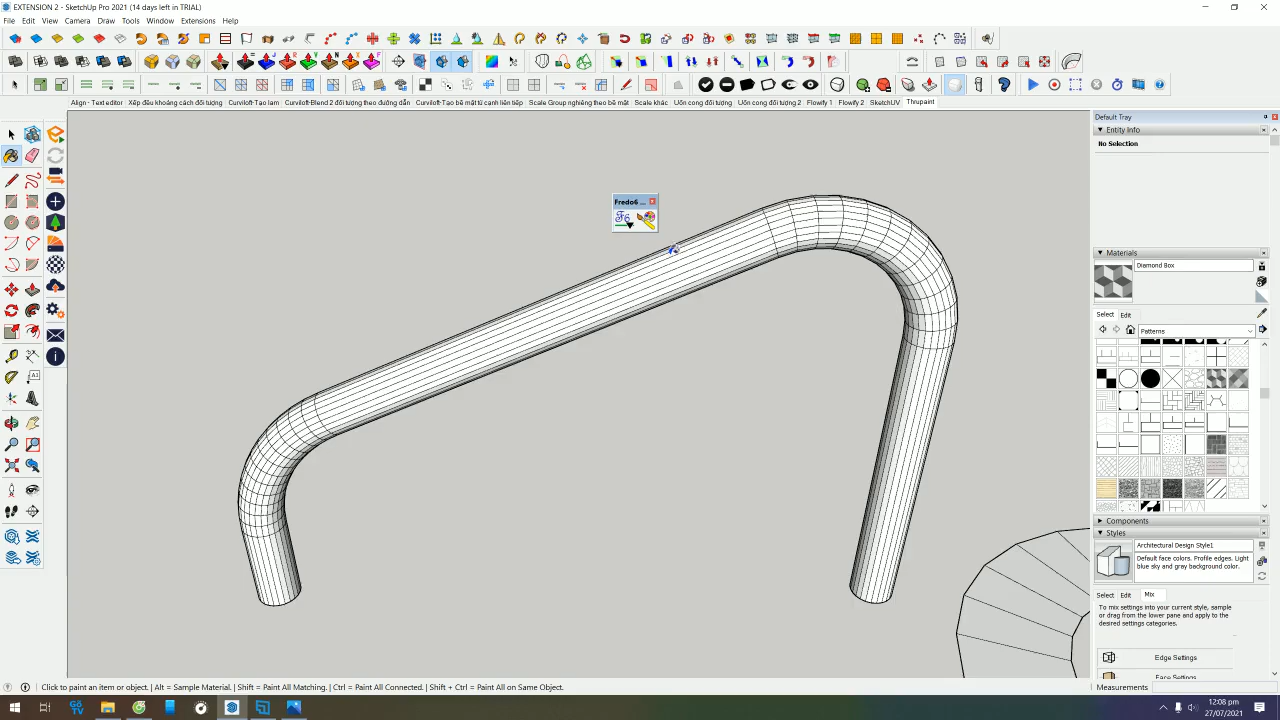 EXTENSION 2 - SketchUp Pro 2021 (14 days left in TRIAL)
File Edit View Camera Draw Tools Window Extensions Help
Align - Text editor Xếp đều khoảng cách đối tượng Curviloft-Tạo lam Curviloft-Blend 2 đối tượng theo đường dẫn Curviloft-Tạo bề mặt từ cạnh liên tiếp Scale Group nghiêng theo bề mặt Scale khác Uốn cong đối tượng Uốn cong đối tượng 2 Flowify 1 Flowify 2 SketchUV Thrupaint
Default Tray
Entity Info
No Selection
Fredo6 ...
F6
Materials
Diamond Box
Select Edit
Patterns
Components
Styles
Architectural Design Style1
Default face colors. Profile edges. Light
blue sky and gray background color.
Select Edit Mix
To mix settings into your current style, sample
or drag from the lower pane and apply to the
desired settings categories.
Edge Settings
Face Settings
Click to paint an item or object. | Alt = Sample Material. | Shift = Paint All Matching. | Ctrl = Paint All Connected. | Shift + Ctrl = Paint All on Same Object.
Measurements
12:08 pm
27/07/2021